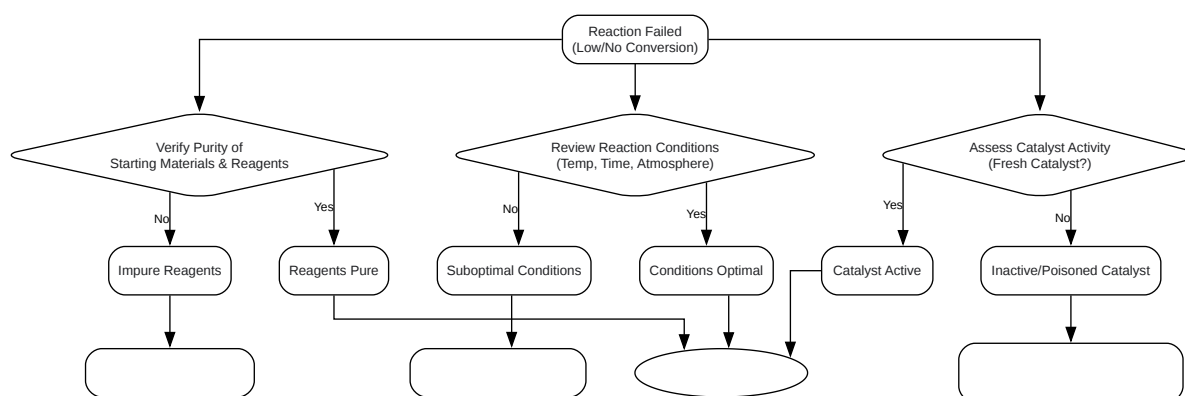 Reaction Failed
(Low/No Conversion)
Verify Purity of
Starting Materials & Reagents
Review Reaction Conditions
(Temp, Time, Atmosphere)
Assess Catalyst Activity
(Fresh Catalyst?)
No
Yes
No
Yes
Yes
No
Impure Reagents
Reagents Pure
Suboptimal Conditions
Conditions Optimal
Catalyst Active
Inactive/Poisoned Catalyst